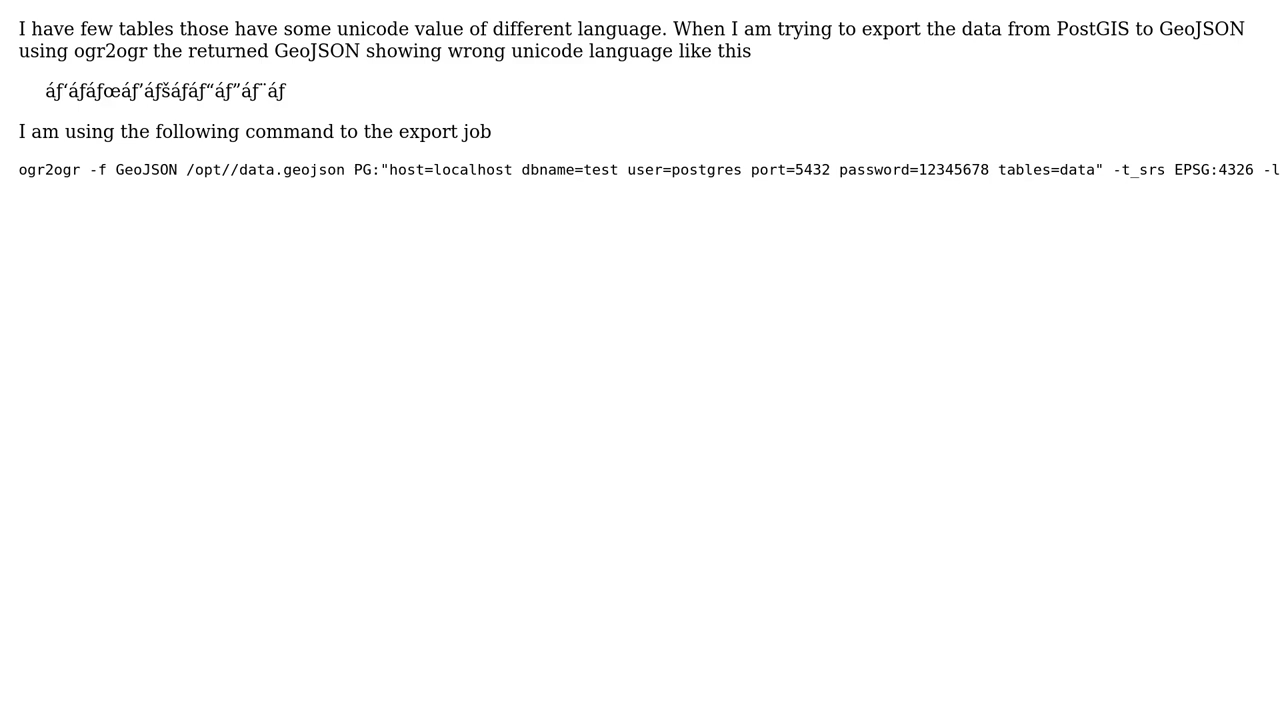 I have few tables those have some unicode value of different language. When I am trying to export the data from PostGIS to GeoJSON
using ogr2ogr the returned GeoJSON showing wrong unicode language like this
áƒ‘áƒáƒœáƒ’áƒšáƒáƒ“áƒ”áƒ¨áƒ
I am using the following command to the export job
ogr2ogr -f GeoJSON /opt//data.geojson PG:"host=localhost dbname=test user=postgres port=5432 password=12345678 tables=data" -t_srs EPSG:4326 -l